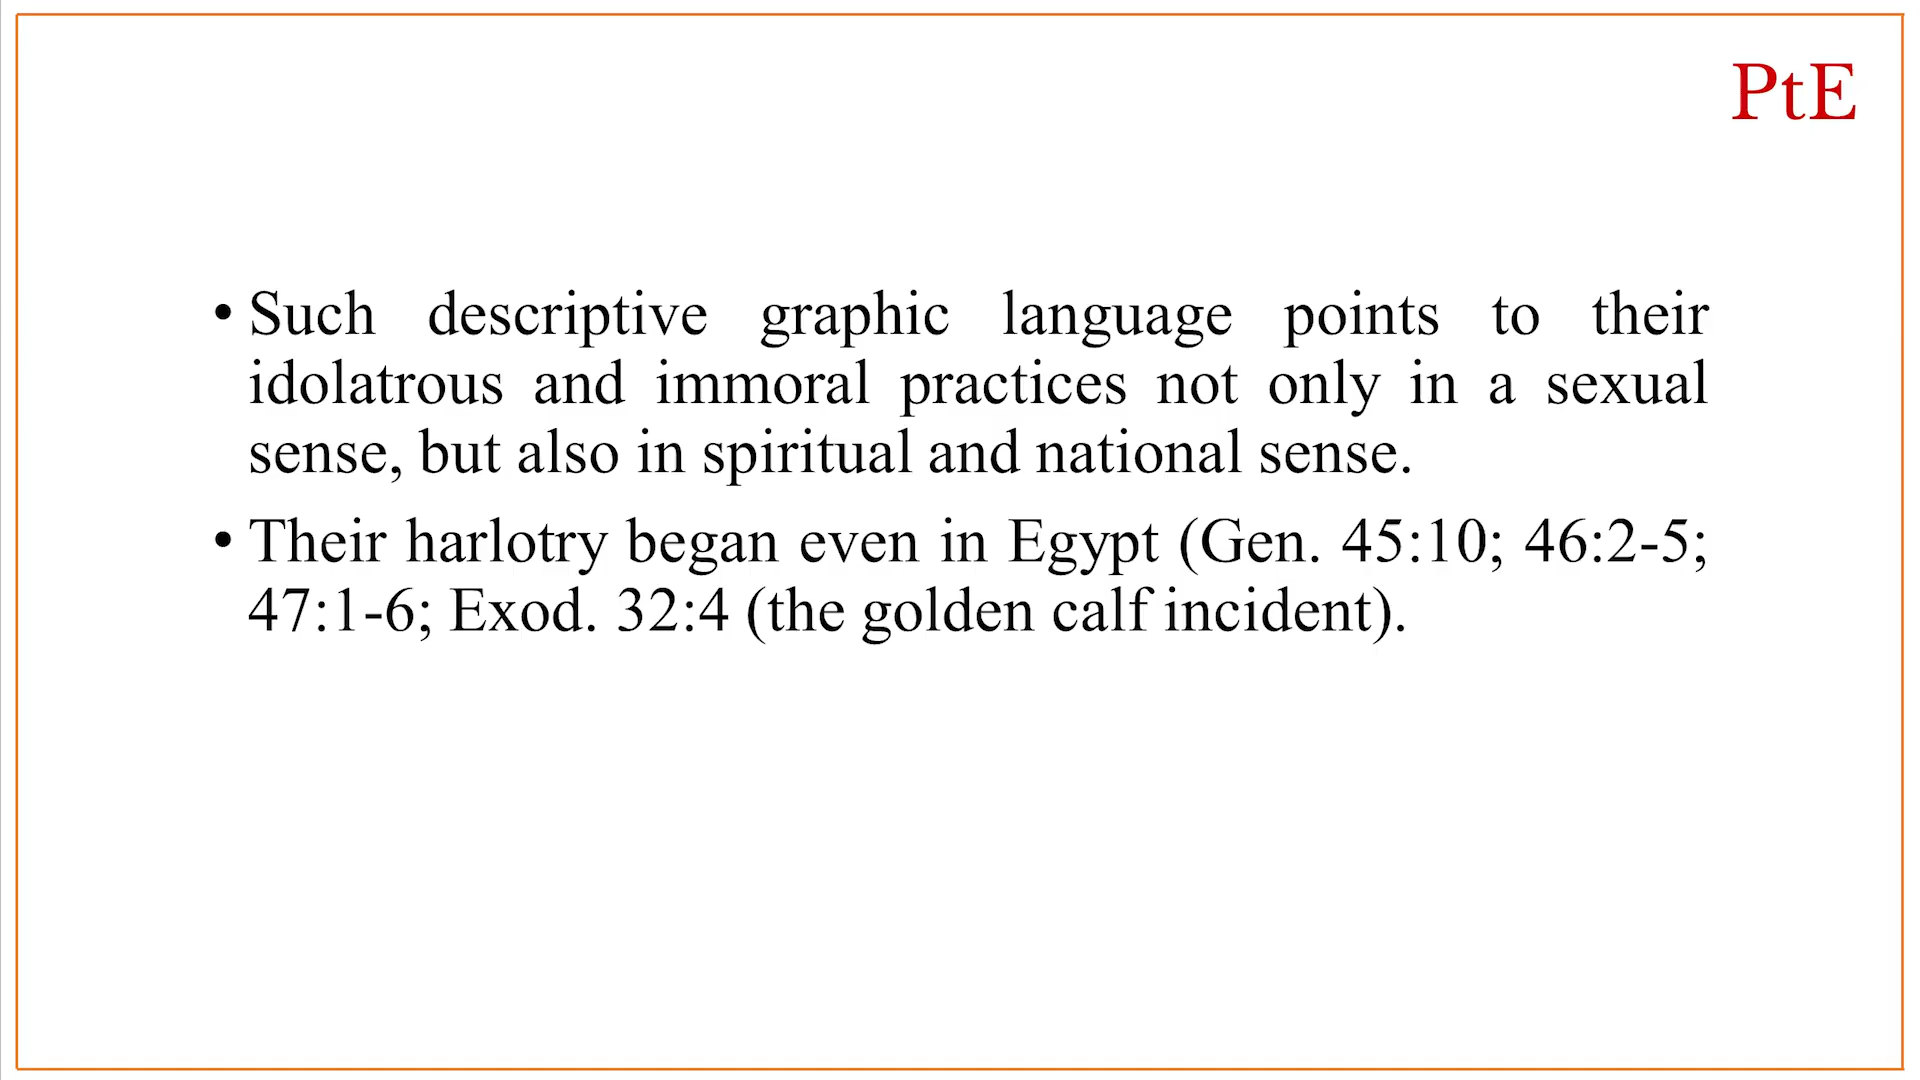 PtE
• Such descriptive graphic language points to their
idolatrous and immoral practices not only in a sexual
sense, but also in spiritual and national sense.
• Their harlotry began even in Egypt (Gen. 45:10; 46:2-5;
47:1-6; Exod. 32:4 (the golden calf incident).